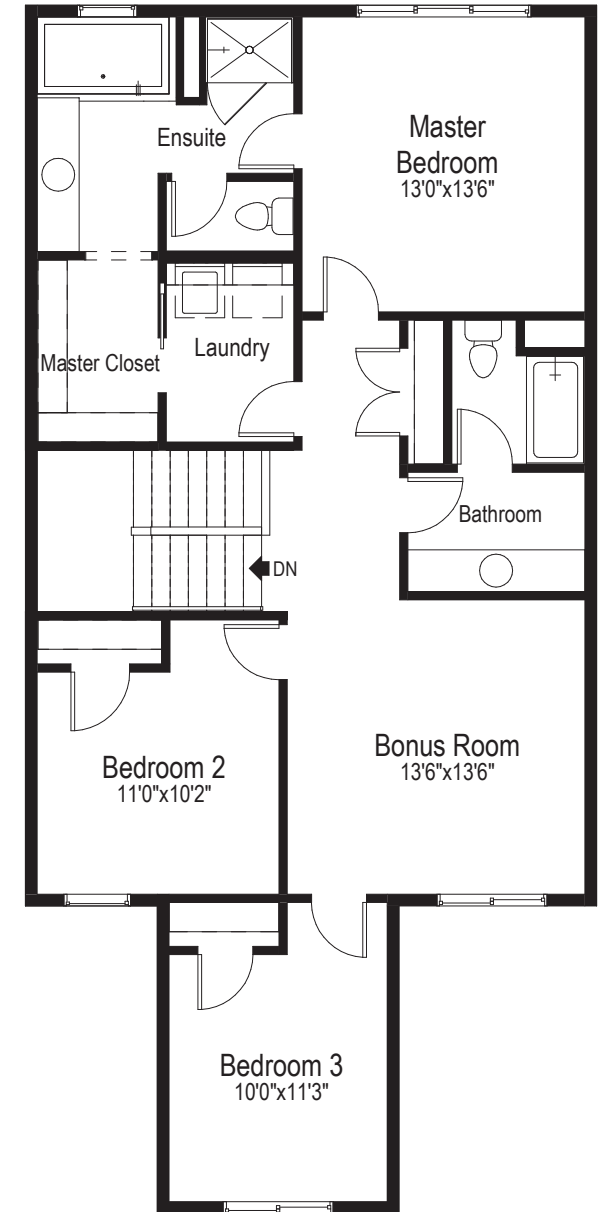 Ensuite
Master
Bedroom
13'0"x13'6"
Master Closet
Laundry
Bathroom
DN
Bonus Room
13'6"x13'6"
Bedroom 2
11'0"x10'2"
Bedroom 3
10'0"x11'3"